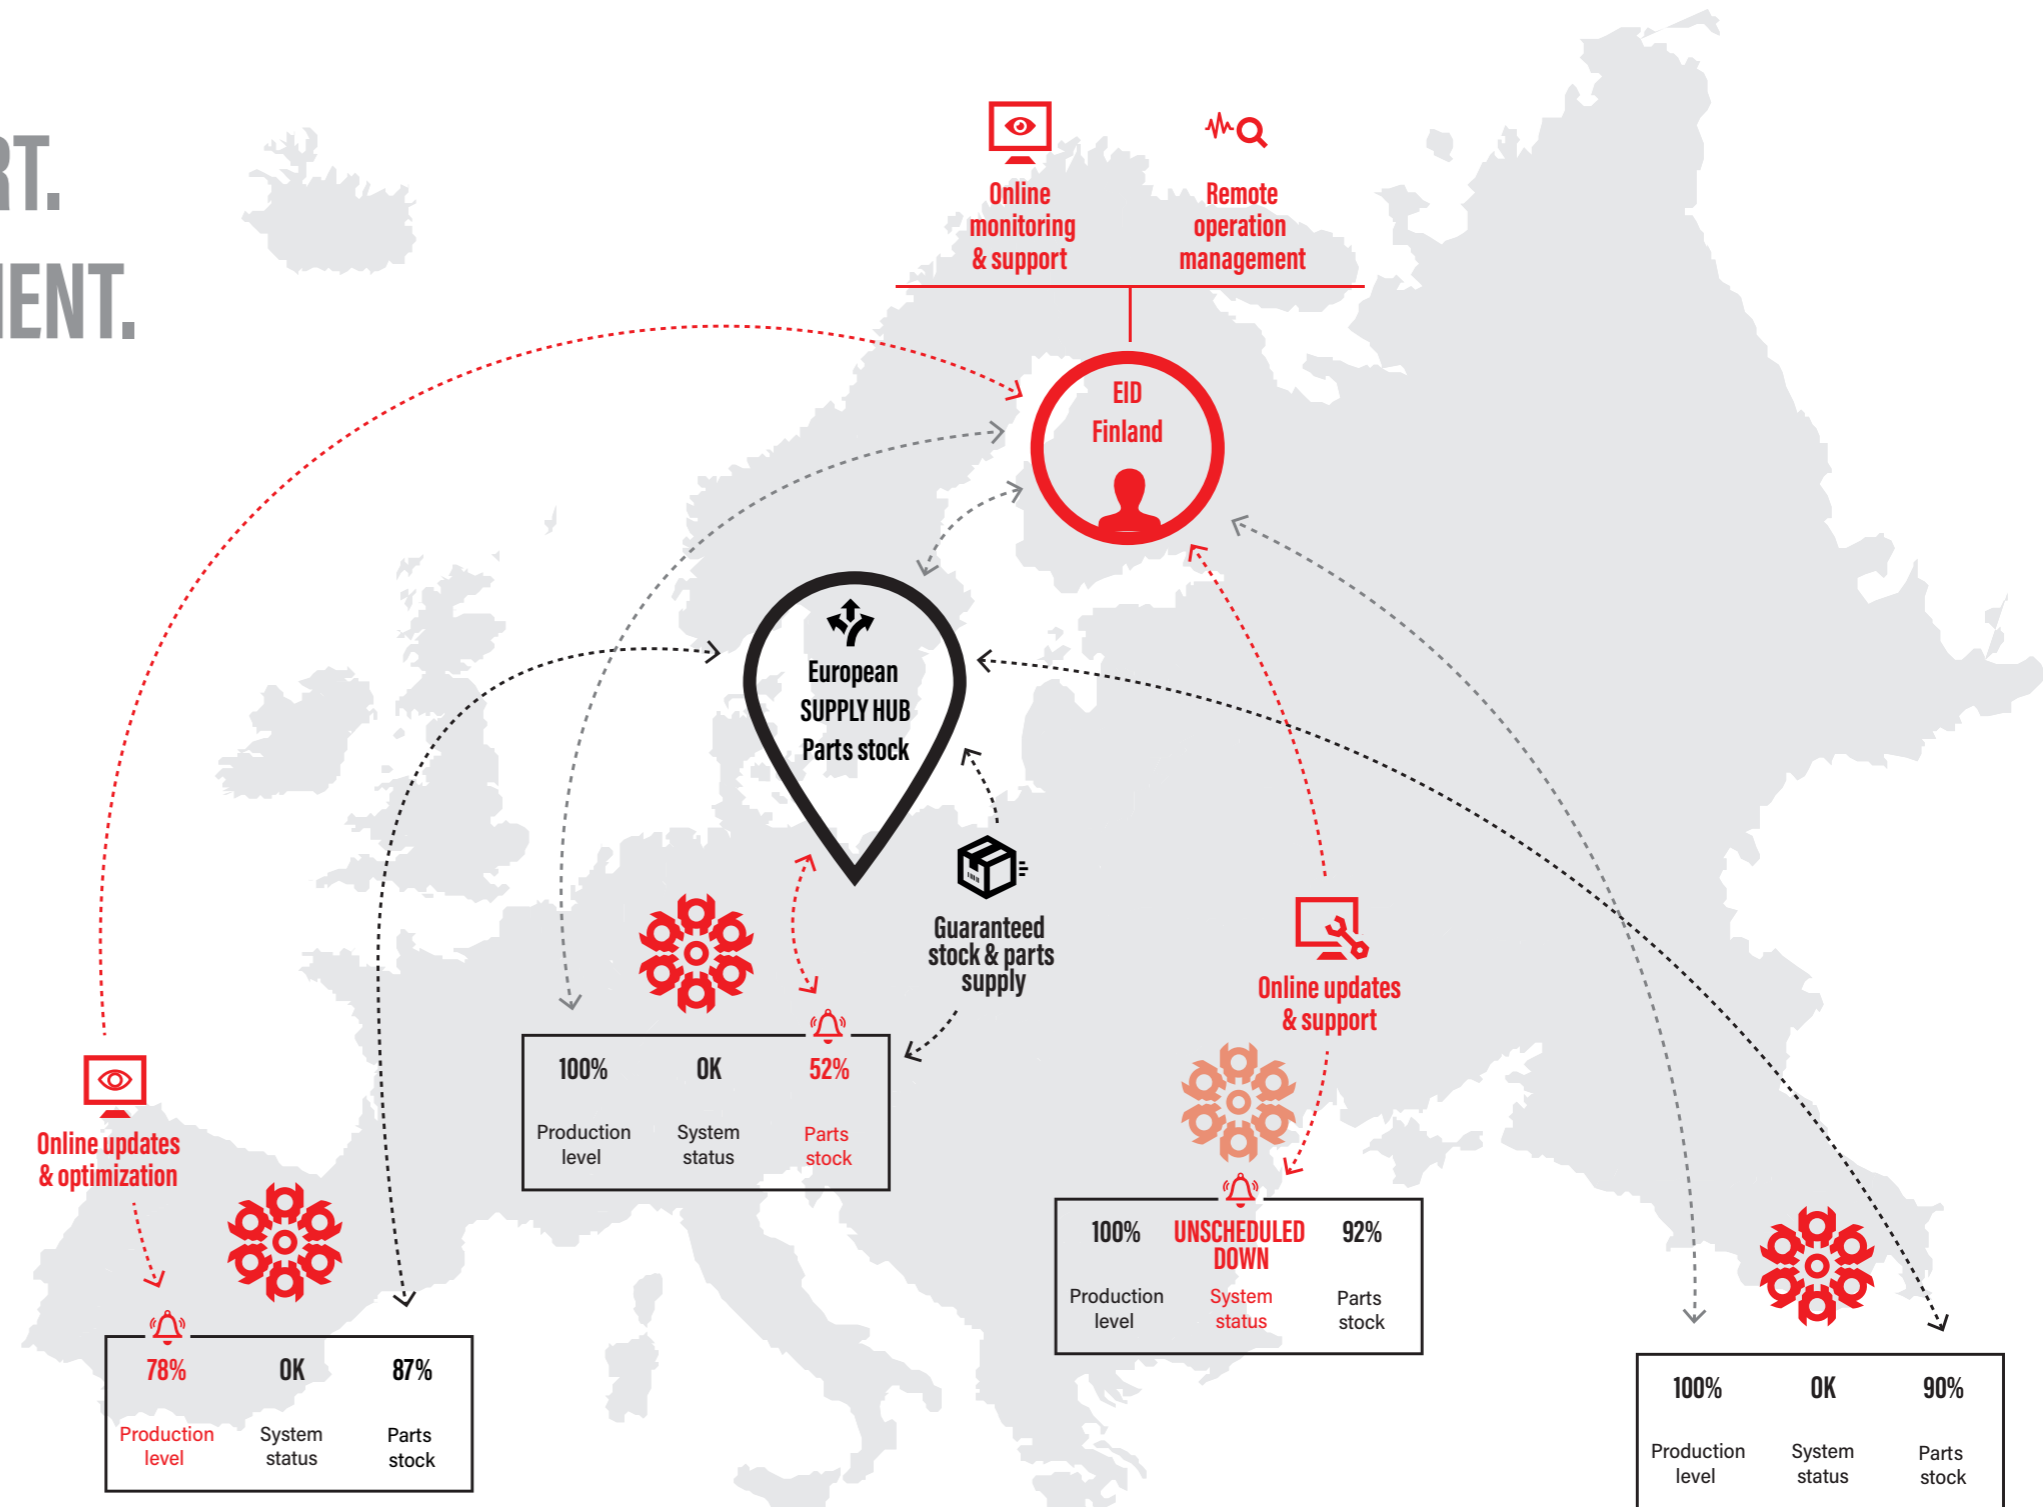 RT.
MENT.
Online
monitoring
& support
Remote
operation
management
EID
Finland
European
SUPPLY HUB
Parts stock
Guaranteed
stock & parts
supply
Online updates
& support
Online updates
& optimization
100%
OK
52%
Production
level
System
status
Parts
stock
100%
UNSCHEDULED
DOWN
92%
Production
level
System
status
Parts
stock
78%
OK
87%
Production
level
System
status
Parts
stock
100%
OK
90%
Production
level
System
status
Parts
stock